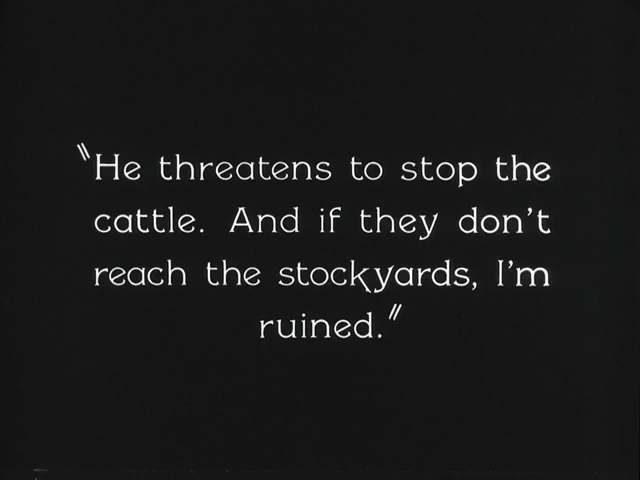 "He threatens to stop the
cattle. And if they don't
reach the stockyards, I'm
ruined."